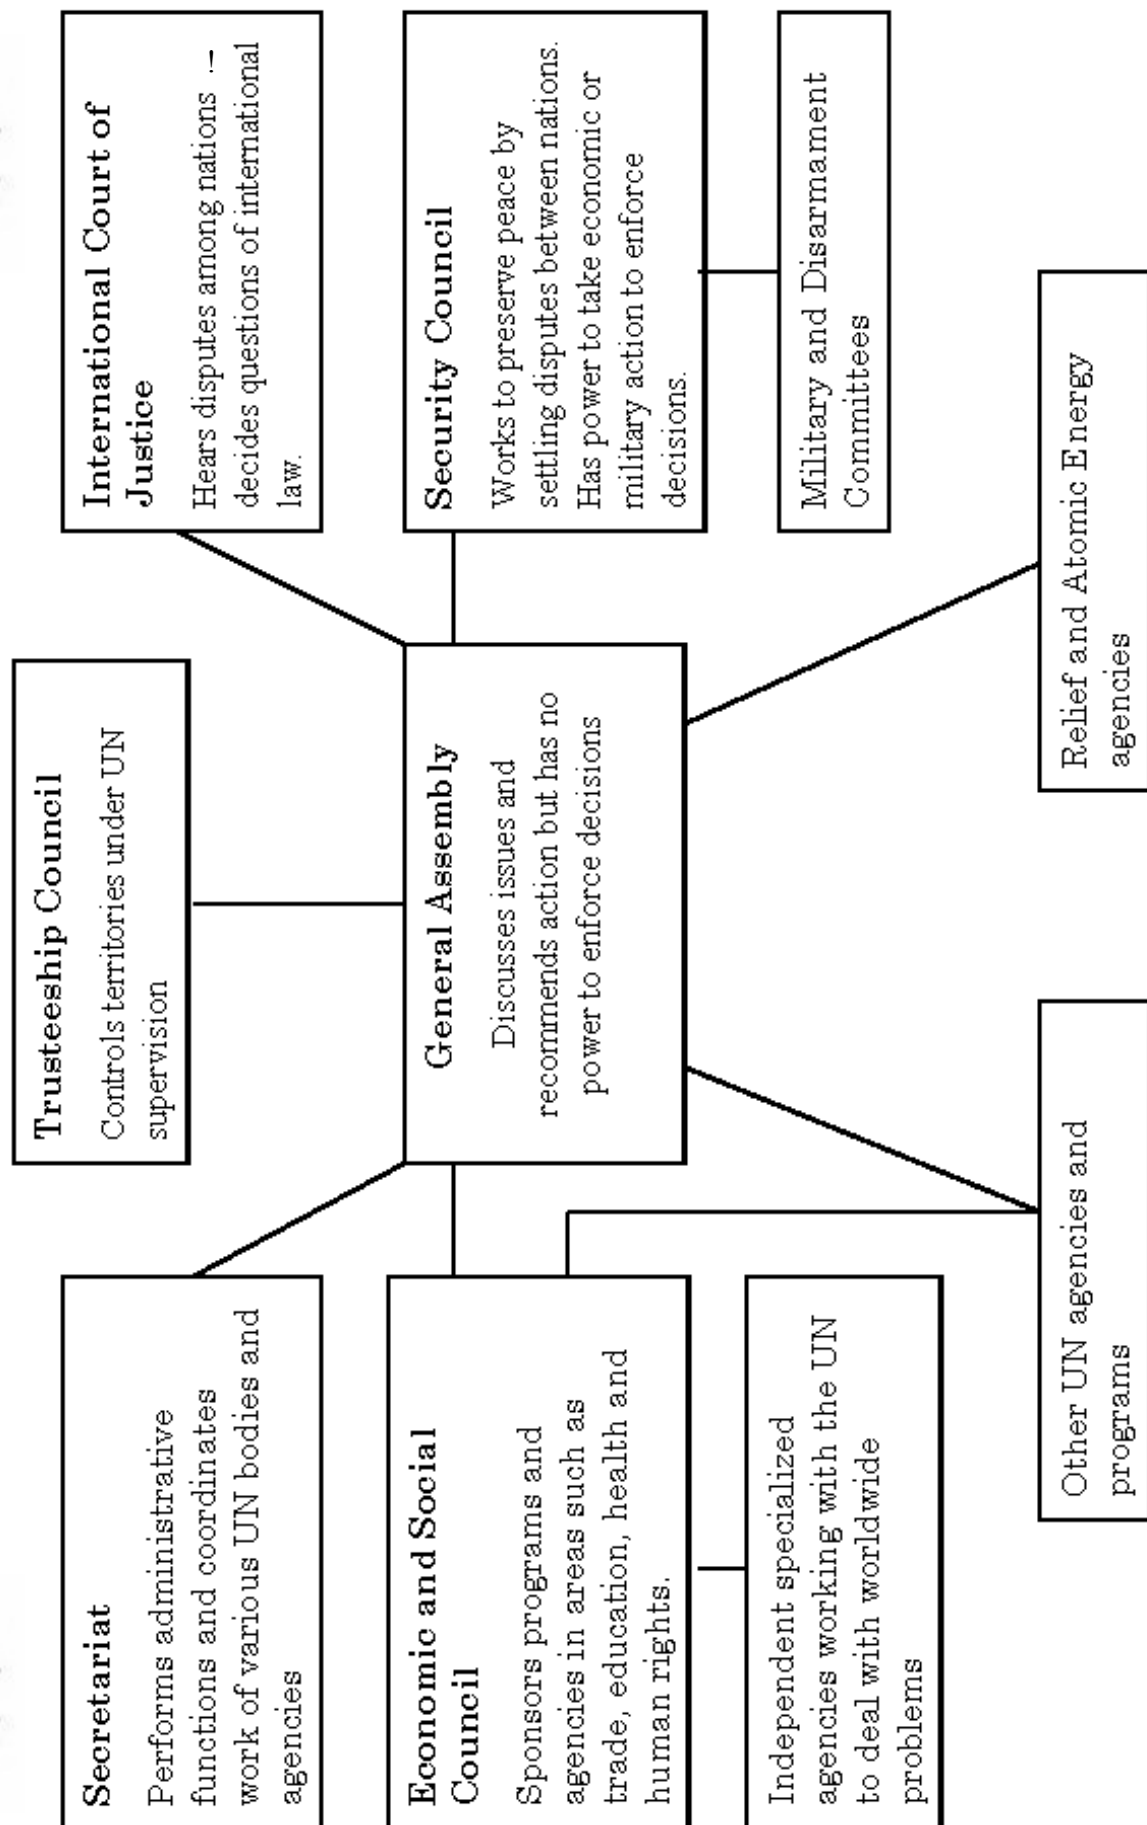 Secretariat
Performs administrative
functions and coordinates
work of various UN bodies and
agencies
Trusteeship Council
Controls territories under UN
supervision
International Court of
Justice
Hears disputes among nations –
decides questions of international
law.
Economic and Social
Council
Sponsors programs and
agencies in areas such as
trade, education, health and
human rights.
General Assembly
Discusses issues and
recommends action but has no
power to enforce decisions
Security Council
Works to preserve peace by
settling disputes between nations.
Has power to take economic or
military action to enforce
decisions.
Independent specialized
agencies working with the UN
to deal with worldwide
problems
Military and Disarmament
Committees
Other UN agencies and
programs
Relief and Atomic Energy
agencies